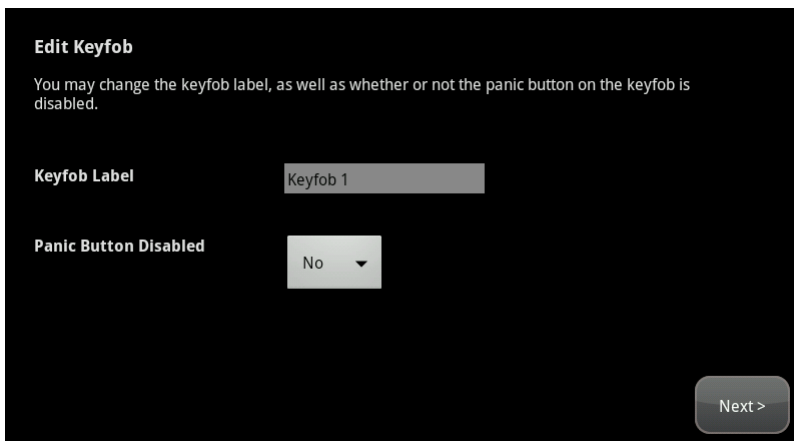 Edit Keyfob
You may change the keyfob label, as well as whether or not the panic button on the keyfob is
disabled.
Keyfob Label
Keyfob 1
Panic Button Disabled
No
Next >